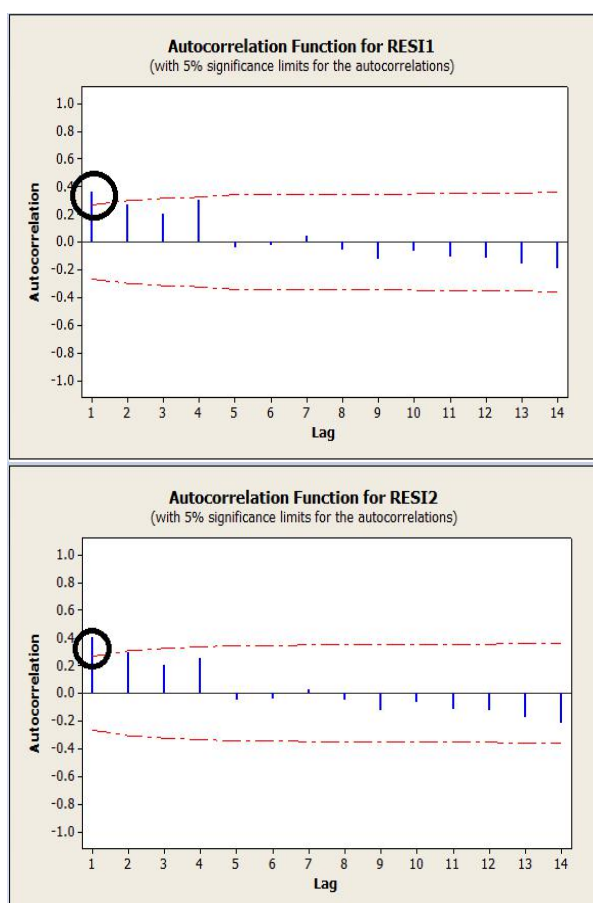 Autocorrelation Function for RESI1
(with 5% significance limits for the autocorrelations)
1.0
0.8
0.6
0.4
0.2
0.0
-0.2
-0.4
-0.6
-0.8
-1.0
Autocorrelation
1 2 3 4 5 6 7 8 9 10 11 12 13 14
Lag
Autocorrelation Function for RESI2
(with 5% significance limits for the autocorrelations)
1.0
0.8
0.6
0.4
0.2
0.0
-0.2
-0.4
-0.6
-0.8
-1.0
Autocorrelation
1 2 3 4 5 6 7 8 9 10 11 12 13 14
Lag